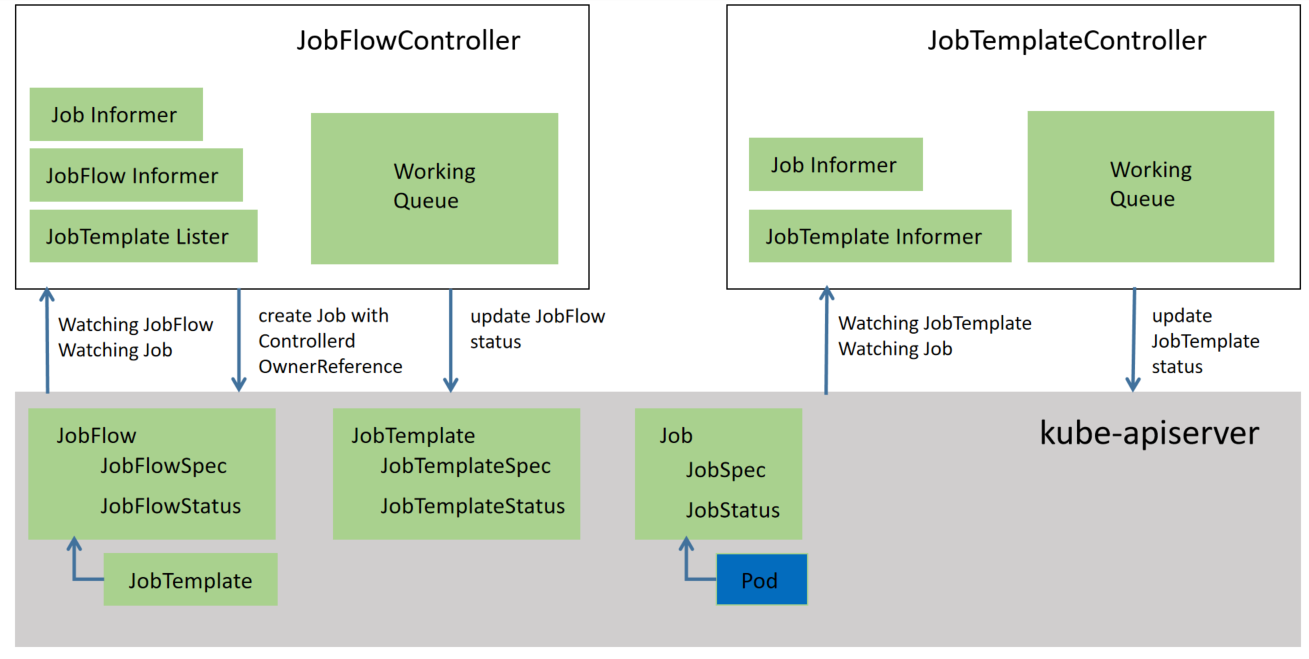 JobFlowController
Job Informer
JobFlow Informer
JobTemplate Lister
Working
Queue
JobTemplateController
Job Informer
JobTemplate Informer
Working
Queue
Watching JobFlow
Watching Job
create Job with
Controllerd
OwnerReference
update JobFlow
status
Watching JobTemplate
Watching Job
update
JobTemplate
status
kube-apiserver
JobFlow
JobFlowSpec
JobFlowStatus
JobTemplate
JobTemplate
JobTemplateSpec
JobTemplateStatus
Job
JobSpec
JobStatus
Pod